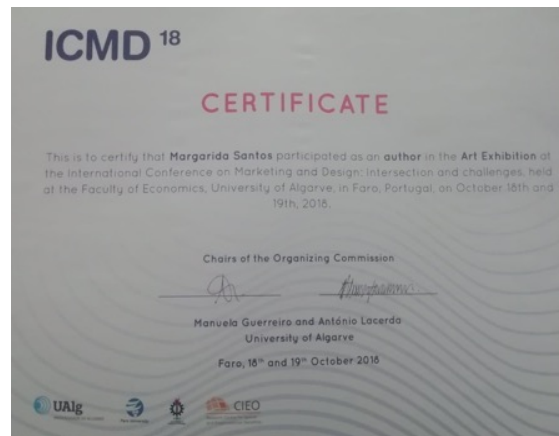 ICMD 18
CERTIFICATE
This is to certify that Margarida Santos participated as an author in the Art Exhibition at
the International Conference on Marketing and Design: Intersection and challenges, held
at the Faculty of Economics, University of Algarve, in Faro, Portugal, on October 18th and
19th, 2018.
Chairs of the Organizing Commission
Manuela Guerreiro and António Lacerda
University of Algarve
Faro, 18th and 19th October 2018
UAlg
CIEO